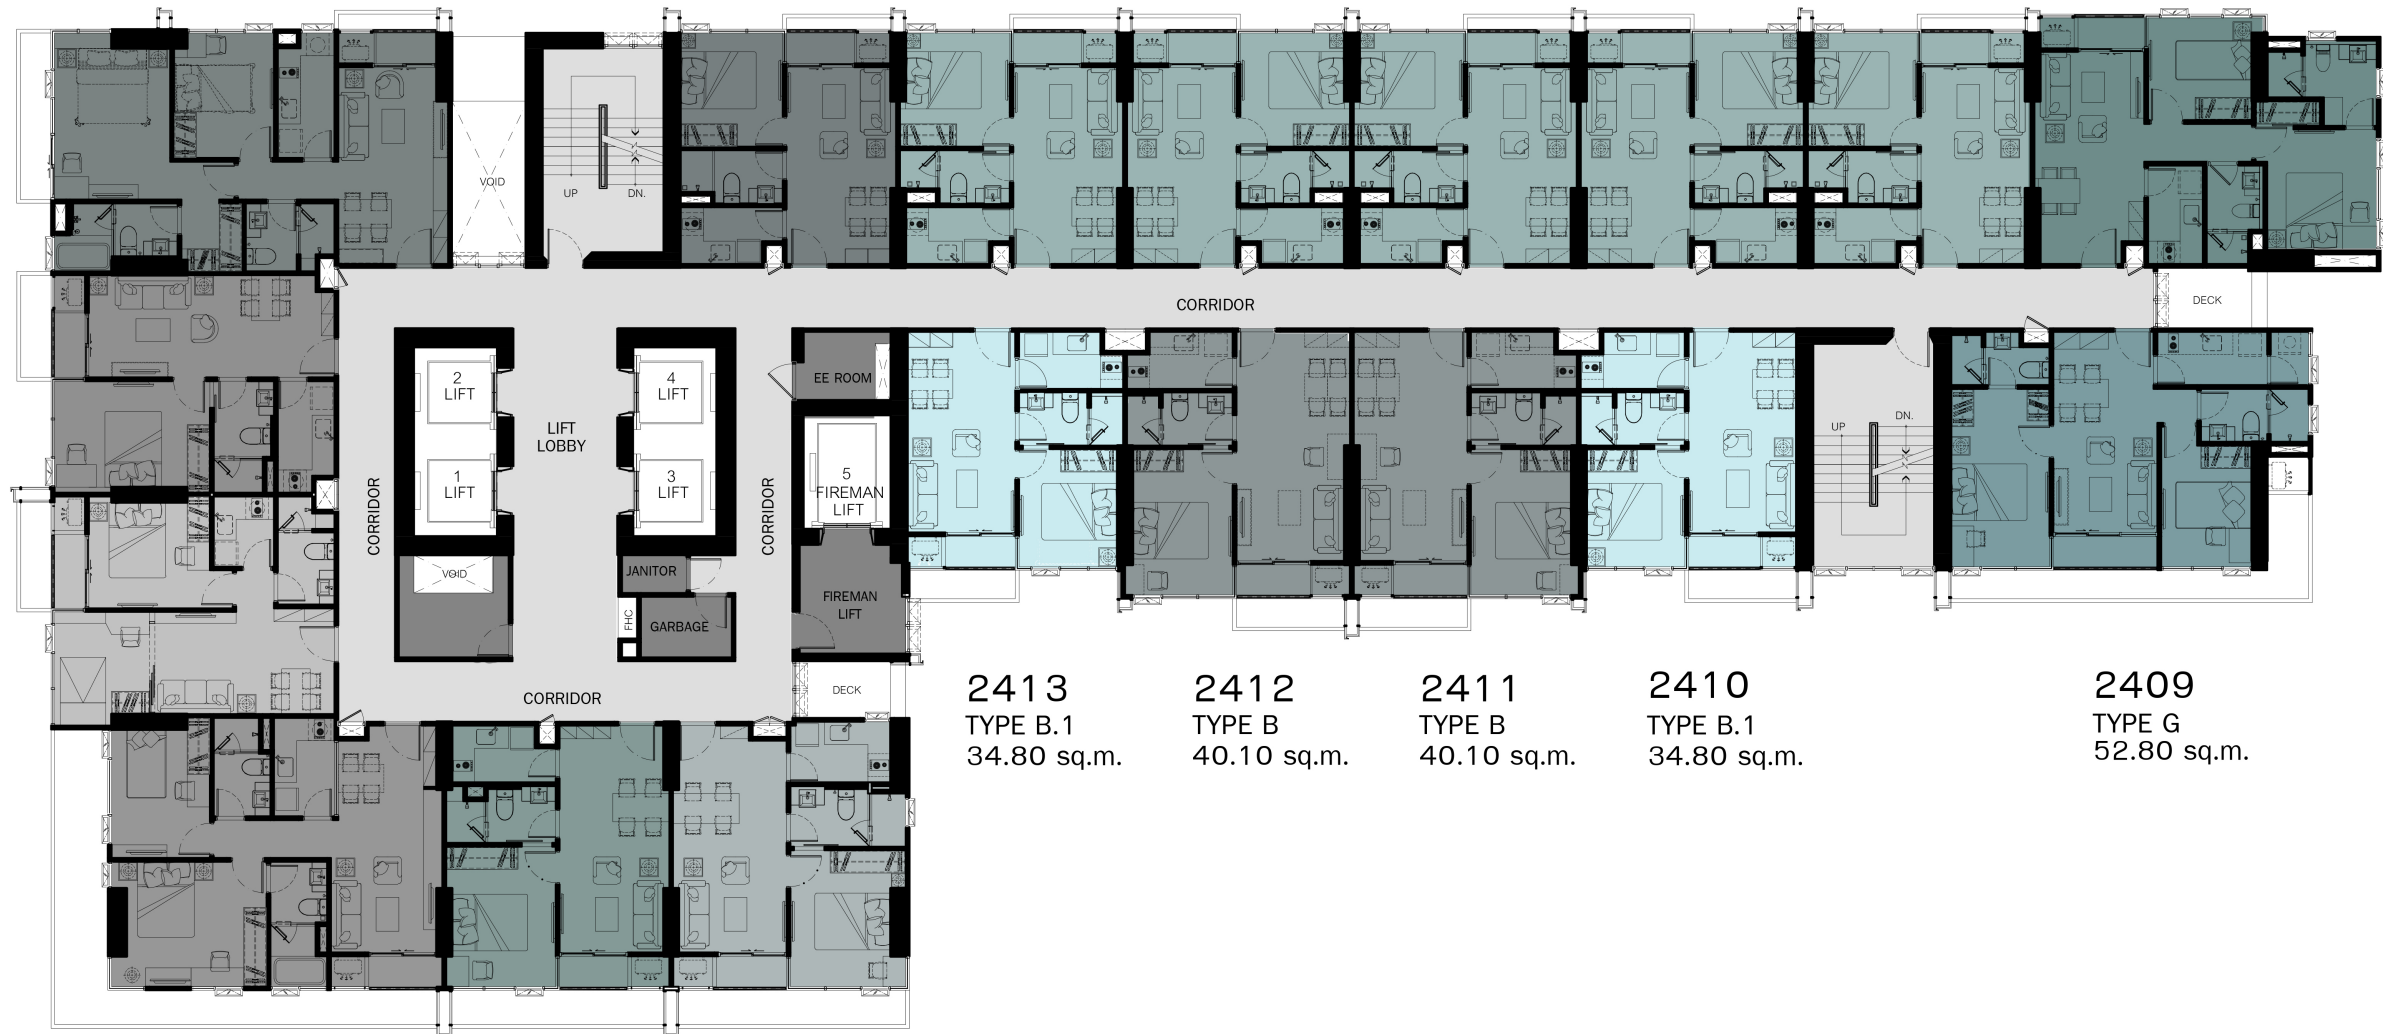 VOID
UP
DN.
CORRIDOR
DECK
2
LIFT
4
LIFT
EE ROOM
LIFT
LOBBY
1
LIFT
3
LIFT
5
FIREMAN
LIFT
CORRIDOR
CORRIDOR
UP
DN.
VOID
JANITOR
FHC
GARBAGE
FIREMAN
LIFT
CORRIDOR
DECK
2413
TYPE B.1
34.80 sq.m.
2412
TYPE B
40.10 sq.m.
2411
TYPE B
40.10 sq.m.
2410
TYPE B.1
34.80 sq.m.
2409
TYPE G
52.80 sq.m.